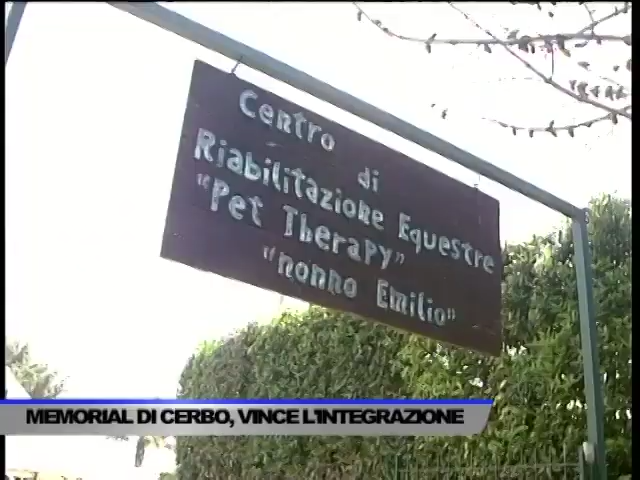 Centro
di
Riabilitazione Equestre
"Pet Therapy"
"nonno Emilio"
MEMORIAL DI CERBO, VINCE L'INTEGRAZIONE